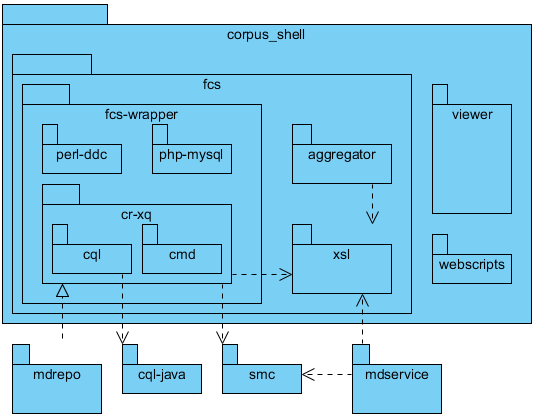 corpus_shell
fcs
fcs-wrapper
viewer
perl-ddc
php-mysql
aggregator
cr-xq
cql
cmd
xsl
webscripts
mdrepo
cql-java
smc
mdservice